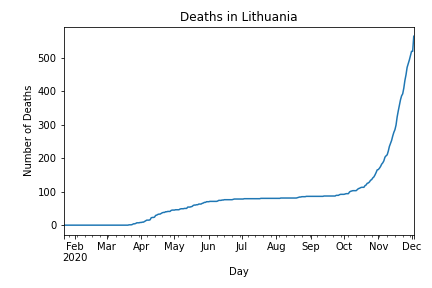 Deaths in Lithuania
500
400
300
200
100
0
Number of Deaths
Feb Mar Apr May Jun Jul Aug Sep Oct Nov Dec
2020
Day